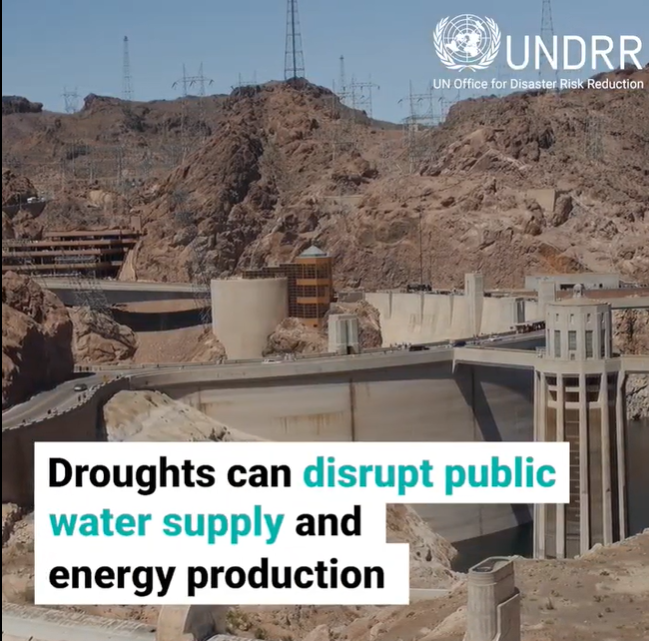 UNDRR
UN Office for Disaster Risk Reduction
Droughts can disrupt public
water supply and
energy production